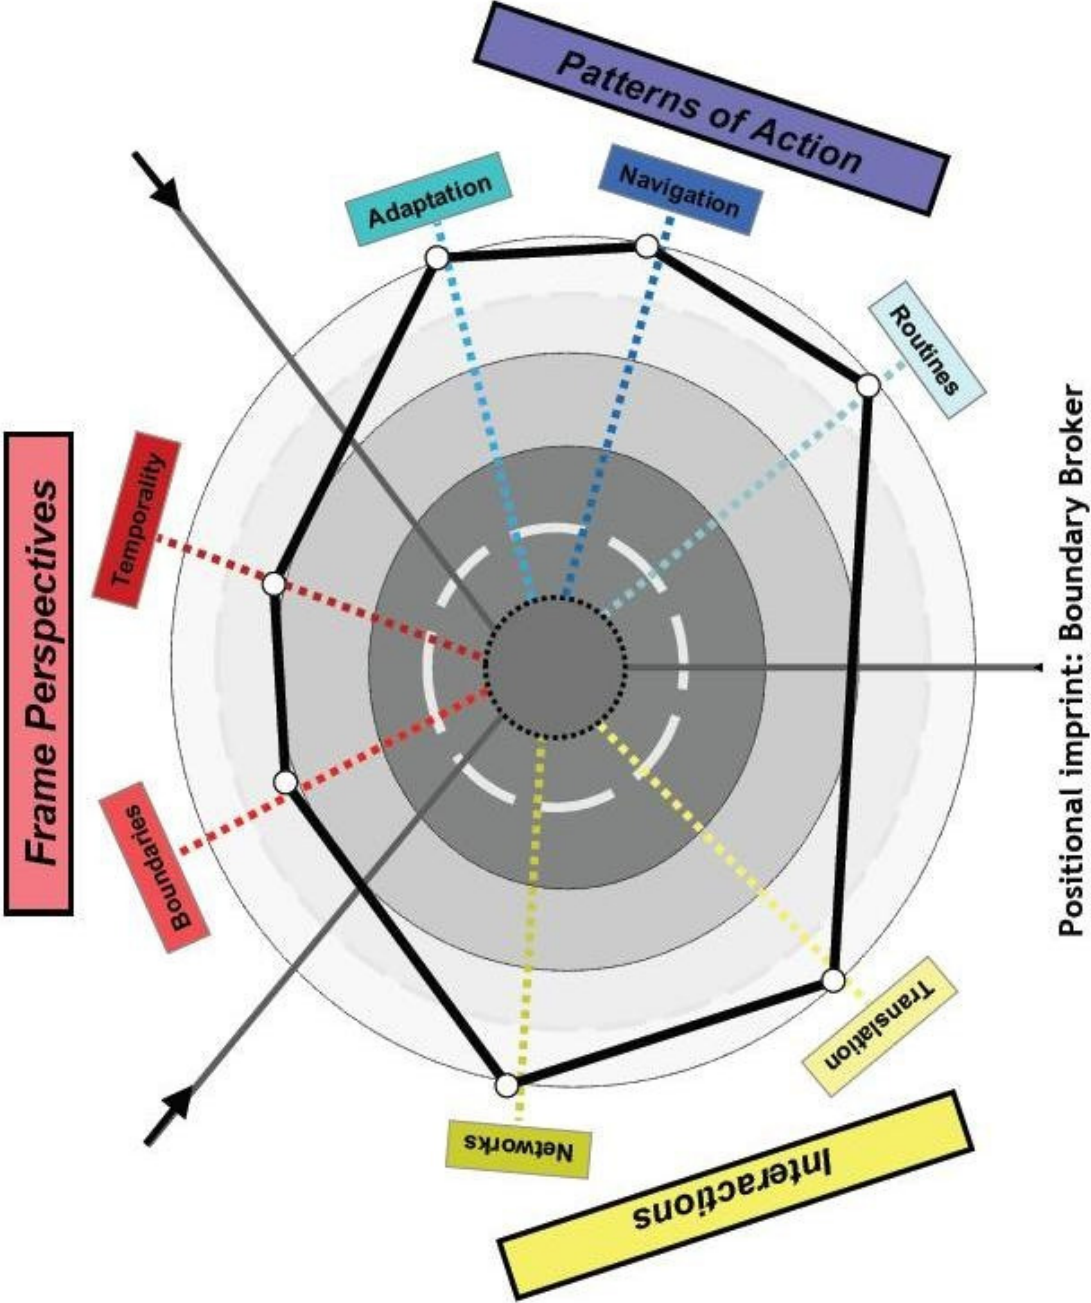 Frame Perspectives
Boundaries
Temporality
Adaptation
Navigation
Patterns of Action
Routines
Networks
Translation
Interactions
Positional imprint: Boundary Broker